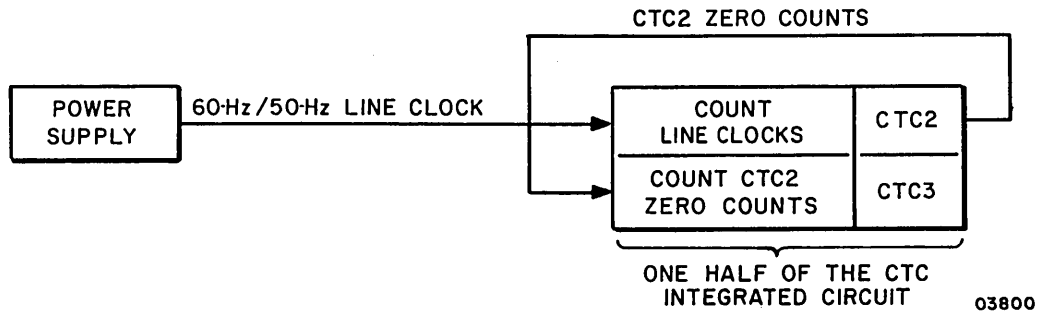 CTC2 ZERO COUNTS
POWER
SUPPLY
60-Hz/50-Hz LINE CLOCK
COUNT
LINE CLOCKS
CTC2
COUNT CTC2
ZERO COUNTS
CTC3
ONE HALF OF THE CTC
INTEGRATED CIRCUIT
03800